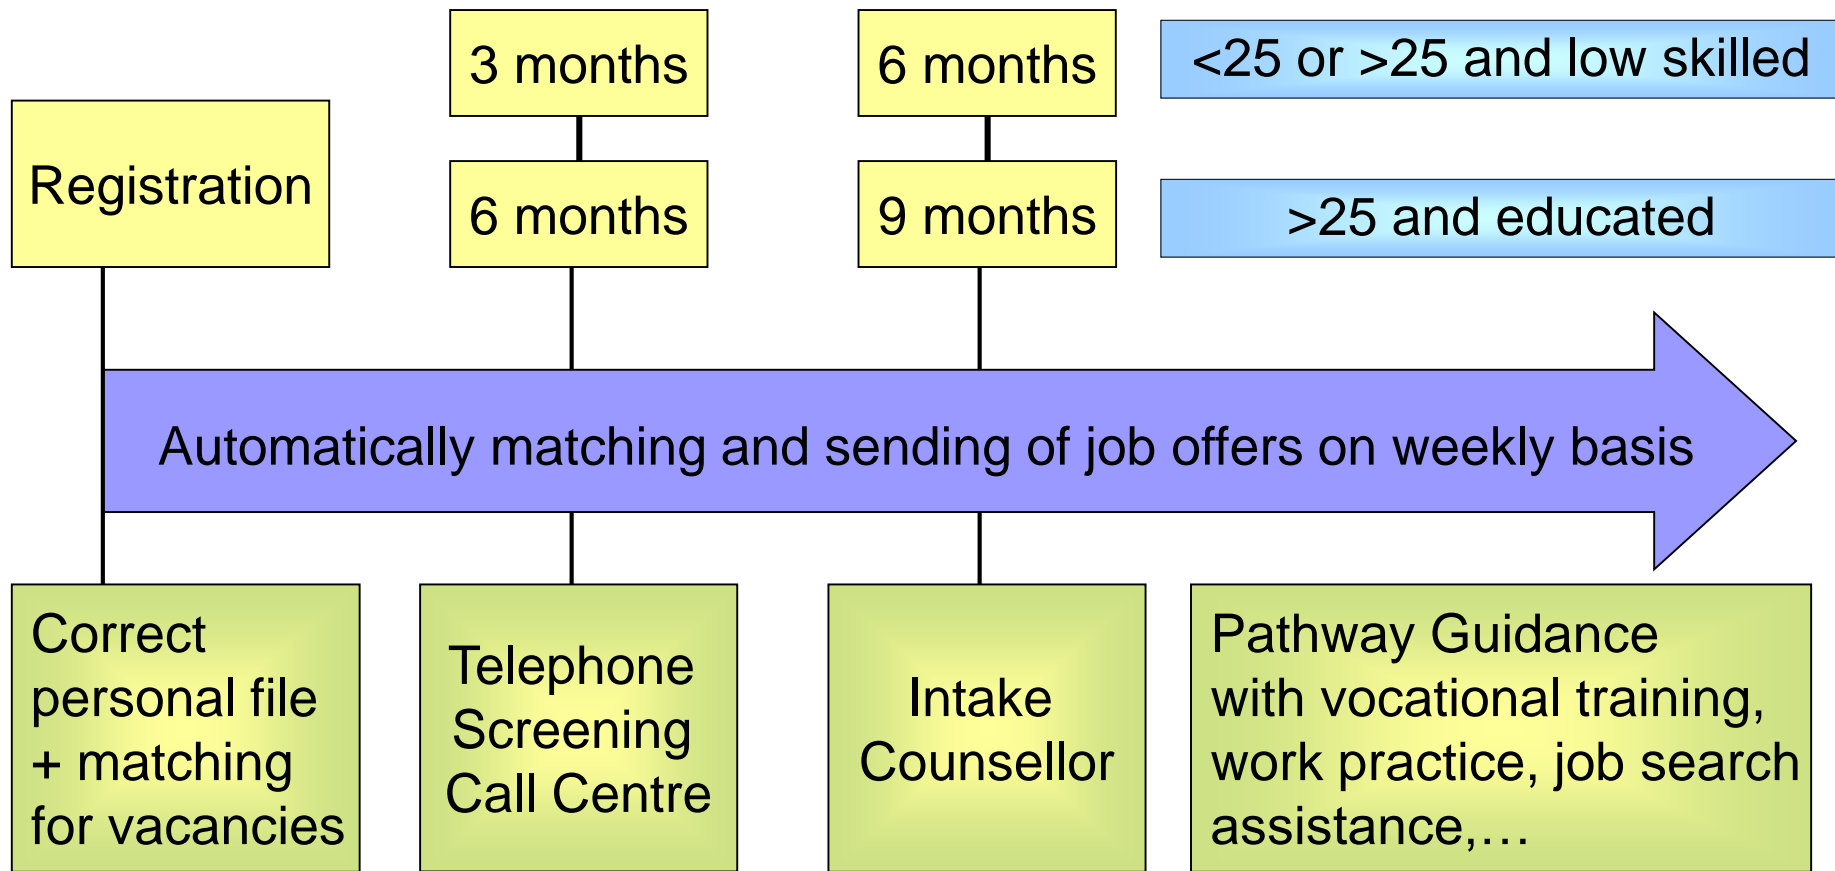 3 months
6 months
<25 or >25 and low skilled
Registration
6 months
9 months
>25 and educated
Automatically matching and sending of job offers on weekly basis
Correct
personal file
+ matching
for vacancies
Telephone
Screening
Call Centre
Intake
Counsellor
Pathway Guidance
with vocational training,
work practice, job search
assistance,…